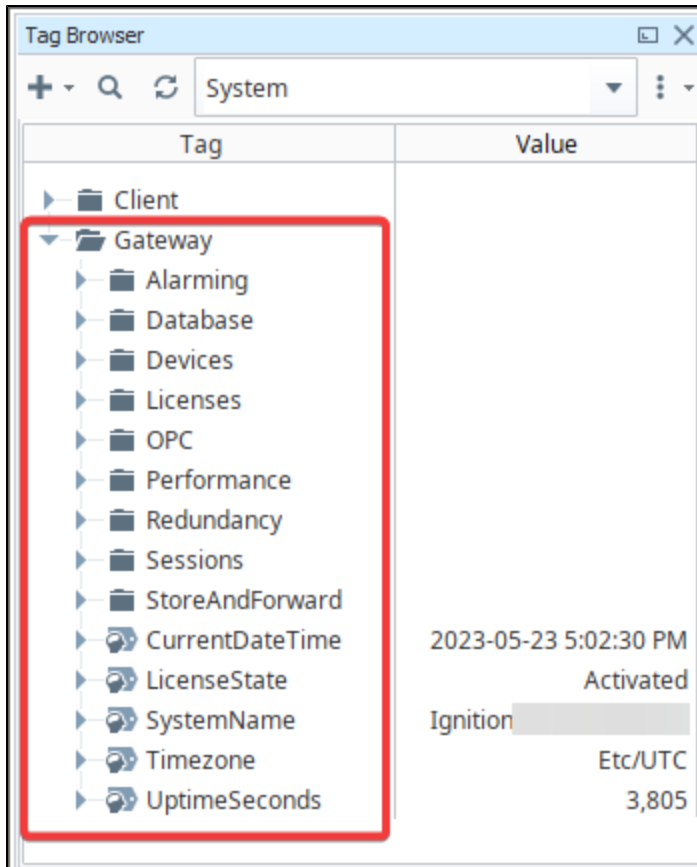 Tag Browser
System
Tag Value
Client
Gateway
Alarming
Database
Devices
Licenses
OPC
Performance
Redundancy
Sessions
StoreAndForward
CurrentDateTime 2023-05-23 5:02:30 PM
LicenseState Activated
SystemName Ignition
Timezone Etc/UTC
UptimeSeconds 3,805